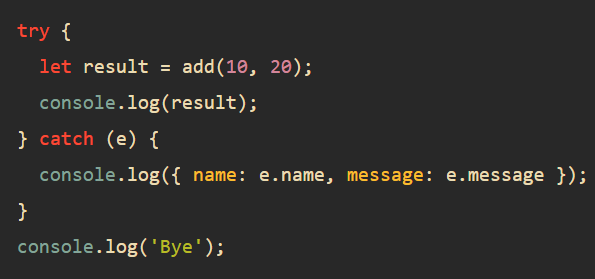 try {
  let result = add(10, 20);
  console.log(result);
} catch (e) {
  console.log({ name: e.name, message: e.message });
}
console.log('Bye');